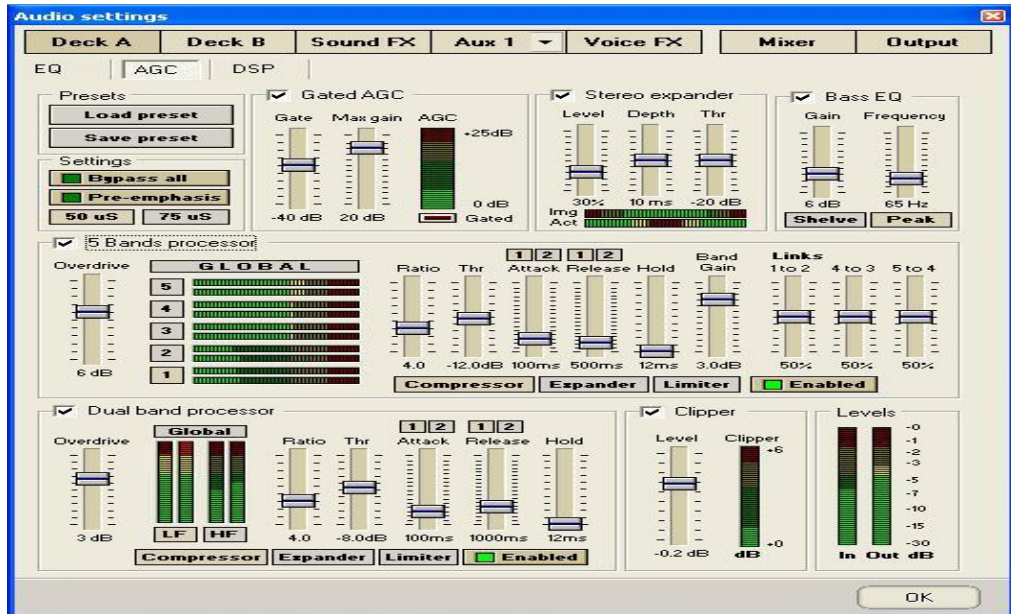 Audio settings
Deck A Deck B Sound FX Aux 1 Voice FX Mixer Output
EQ AGC DSP
Presets
Load preset
Save preset
Settings
Bypass all
Pre-emphasis
50 uS 75 uS
Gated AGC
Gate Max gain AGC
+25dB
0 dB
-40 dB 20 dB Gated
Stereo expander
Level Depth Thr
30% 10 ms -20 dB
Img
Act
Bass EQ
Gain Frequency
6 dB 65 Hz
Shelve Peak
5 Bands processor
Overdrive
6 dB
GLOBAL
5
4
3
2
1
1 2 1 2
Ratio Thr Attack Release Hold Band Gain
4.0 -12.0dB 100ms 500ms 12ms 3.0dB
Links
1 to 2 4 to 3 5 to 4
50% 50% 50%
Compressor Expander Limiter Enabled
Dual band processor
Overdrive
3 dB
Global
LF HF
1 2 1 2
Ratio Thr Attack Release Hold
4.0 -8.0dB 100ms 1000ms 12ms
Compressor Expander Limiter Enabled
Clipper
Level Clipper
+6
+0
-0.2 dB dB
Levels
-0
-1
-2
-3
-5
-7
-10
-15
-30
In Out dB
OK